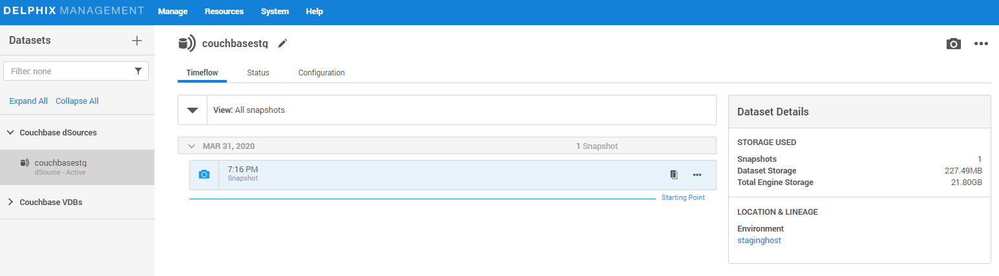 DELPHIX MANAGEMENT Manage Resources System Help
Datasets
Filter: none
Expand All Collapse All
Couchbase dSources
couchbasestg
dSource - Active
Couchbase VDBs
couchbasestg
Timeflow Status Configuration
View: All snapshots
MAR 31, 2020 1 Snapshot
7:16 PM
Snapshot
Starting Point
Dataset Details
STORAGE USED
Snapshots 1
Dataset Storage 227.49MB
Total Engine Storage 21.80GB
LOCATION & LINEAGE
Environment
staginghost